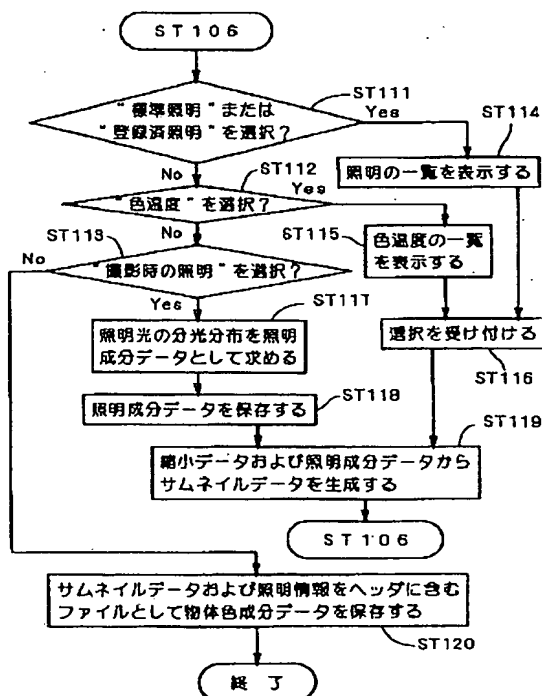 ST106
ST111
“標準照明”または
“登録済照明”を選択？
Yes
ST114
照明の一覧を表示する
No
ST112
“色温度”を選択？
Yes
ST115
色温度の一覧
を表示する
No
ST113
“撮影時の照明”を選択？
No
Yes
選択を受け付ける
ST116
ST117
照明光の分光分布を照明
成分データとして求める
ST118
照明成分データを保存する
ST119
縮小データおよび照明成分データから
サムネイルデータを生成する
ST106
サムネイルデータおよび照明情報をヘッダに含む
ファイルとして物体色成分データを保存する
ST120
終了